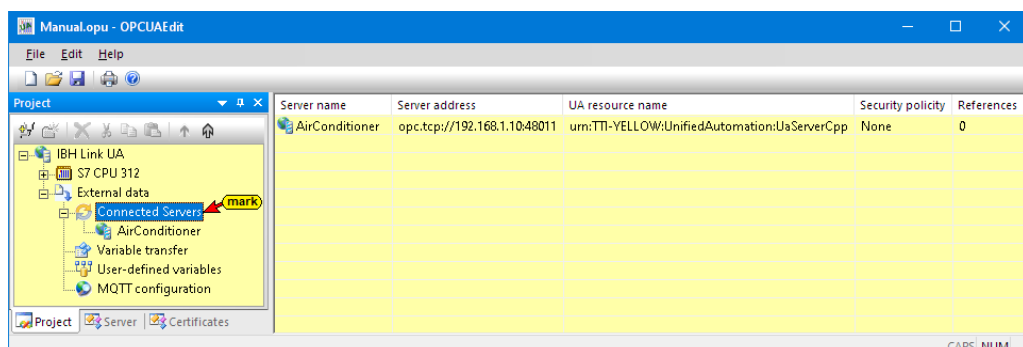 Manual.opu - OPCUAEdit
File Edit Help
Project
Server name Server address UA resource name Security policity References
AirConditioner opc.tcp://192.168.1.10:48011 urn:TTI-YELLOW:UnifiedAutomation:UaServerCpp None 0
IBH Link UA
S7 CPU 312
External data
Connected Servers mark
AirConditioner
Variable transfer
User-defined variables
MQTT configuration
Project Server Certificates
CAPS NUM